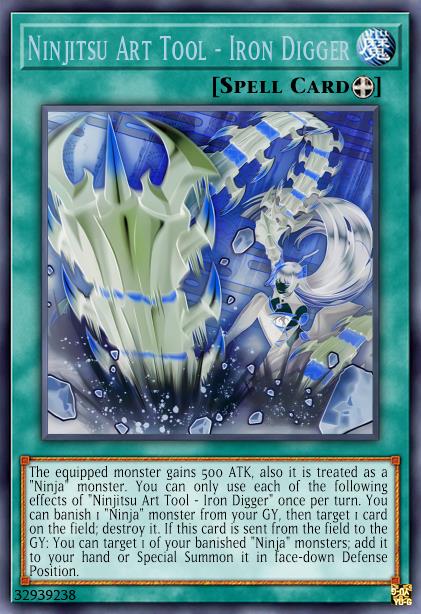 Ninjitsu Art Tool - Iron Digger
魔
[Spell Card]
The equipped monster gains 500 ATK, also it is treated as a
"Ninja" monster. You can only use each of the following
effects of "Ninjitsu Art Tool - Iron Digger" once per turn. You
can banish 1 "Ninja" monster from your GY, then target 1 card
on the field; destroy it. If this card is sent from the field to the
GY: You can target 1 of your banished "Ninja" monsters; add it
to your hand or Special Summon it in face-down Defense
Position.
32939238